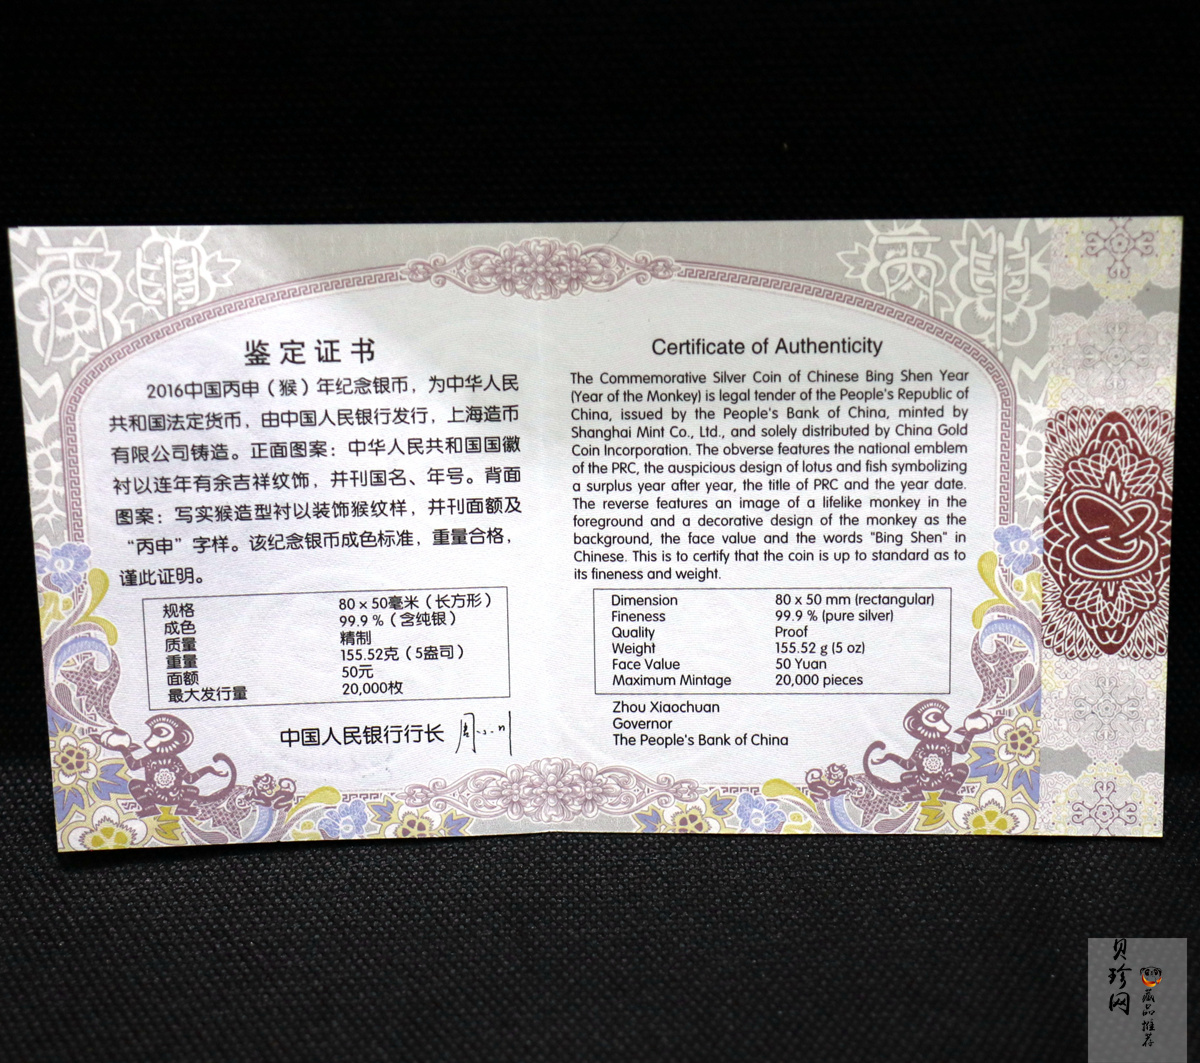 鉴定证书
2016中国丙申（猴）年纪念银币，为中华人民
共和国法定货币，由中国人民银行发行，上海造币
有限公司铸造。正面图案：中华人民共和国国徽
衬以连年有余吉祥纹饰，并刊国名、年号。背面
图案：写实猴造型衬以装饰猴纹样，并刊面额及
“丙申”字样。该纪念银币成色标准，重量合格，
谨此证明。
规格 80 x 50毫米（长方形）
成色 99.9 %（含纯银）
质量 精制
重量 155.52克（5盎司）
面额 50元
最大发行量 20,000枚
中国人民银行行长
Certificate of Authenticity
The Commemorative Silver Coin of Chinese Bing Shen Year
(Year of the Monkey) is legal tender of the People's Republic of
China, issued by the People's Bank of China, minted by
Shanghai Mint Co., Ltd., and solely distributed by China Gold
Coin Incorporation. The obverse features the national emblem
of the PRC, the auspicious design of lotus and fish symbolizing
a surplus year after year, the title of PRC and the year date.
The reverse features an image of a lifelike monkey in the
foreground and a decorative design of the monkey as the
background, the face value and the words "Bing Shen" in
Chinese. This is to certify that the coin is up to standard as to
its fineness and weight.
Dimension 80 x 50 mm (rectangular)
Fineness 99.9 % (pure silver)
Quality Proof
Weight 155.52 g (5 oz)
Face Value 50 Yuan
Maximum Mintage 20,000 pieces
Zhou Xiaochuan
Governor
The People's Bank of China
贝珍网
藏品推荐